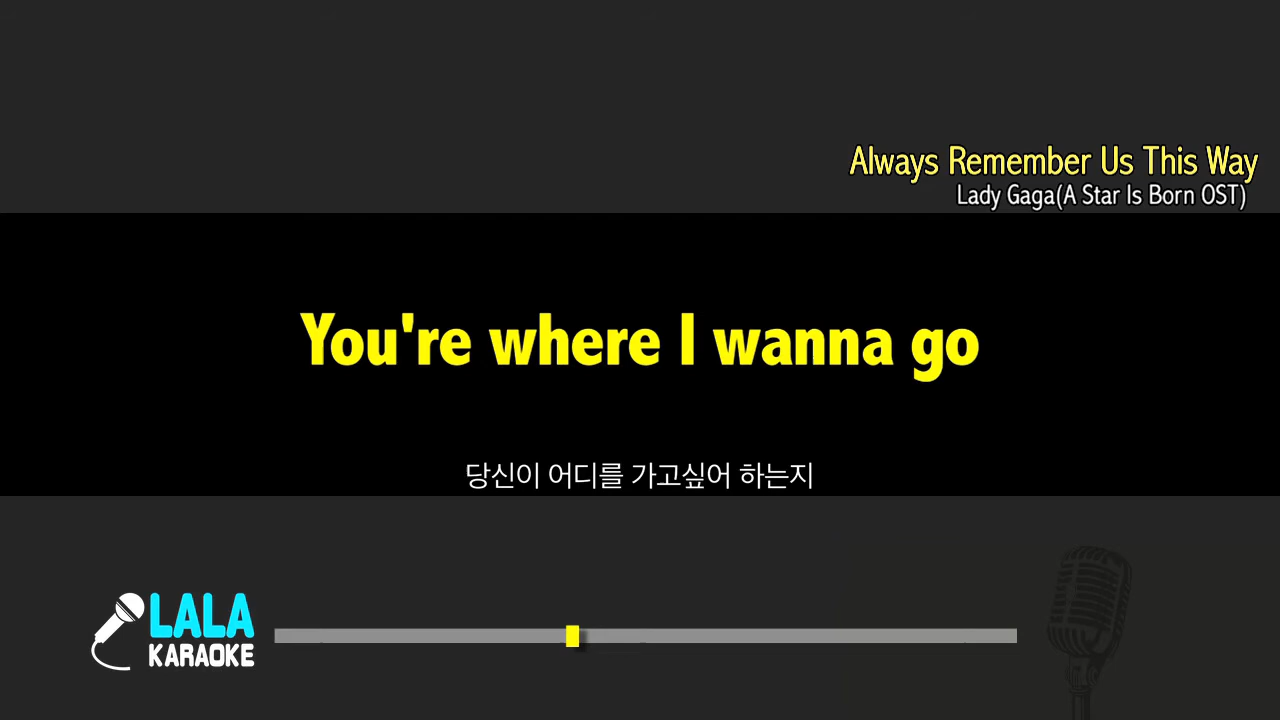 Always Remember Us This Way
Lady Gaga(A Star Is Born OST)
You're where I wanna go
당신이 어디를 가고싶어 하는지
LALA
KARAOKE